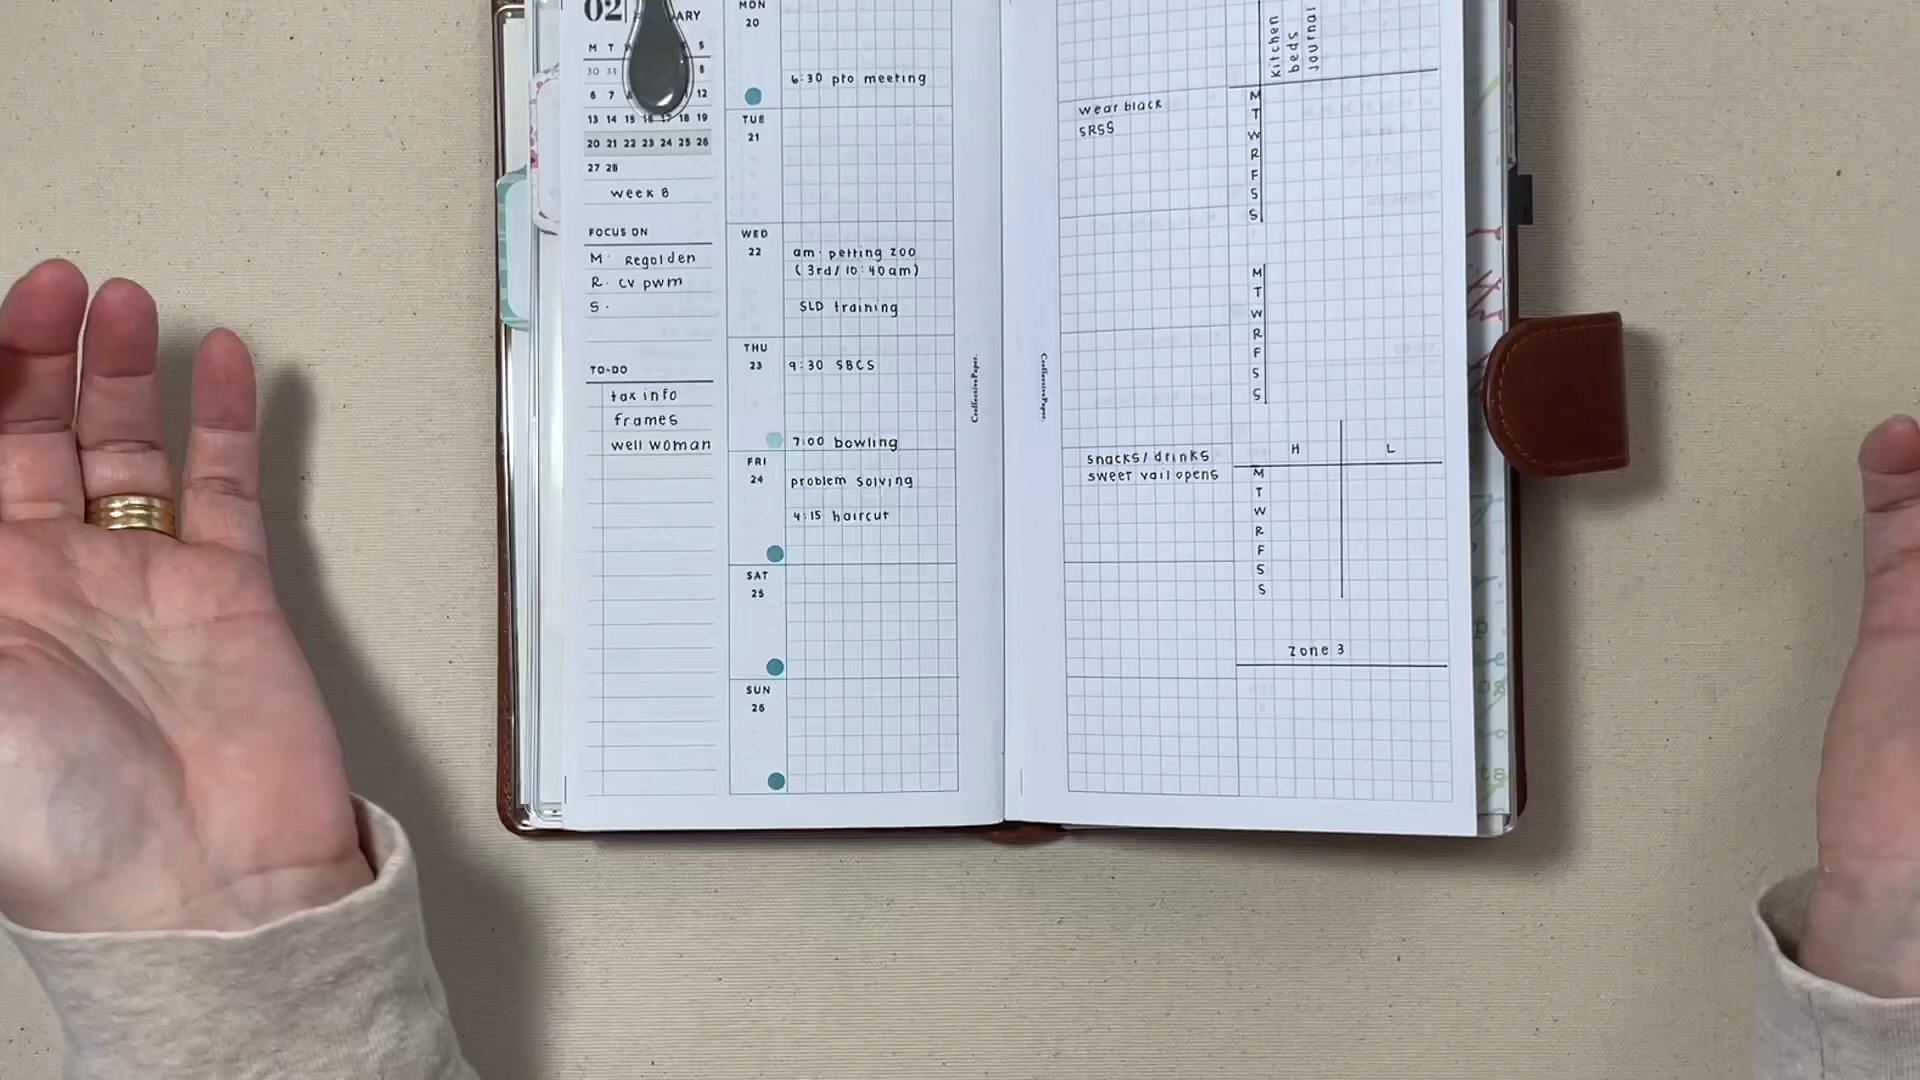 02
ARY
M T S
30 31
6 7 12
13 14 15 16 17 18 19
20 21 22 23 24 25 26
27 28
week 8
FOCUS ON
M· Regolden
R· CV pwm
S·
TO-DO
tax info
frames
well woman
MON
20
6:30 pto meeting
TUE
21
WED
22
am· petting zoo
(3rd/10:40am)
SLD training
THU
23
9:30 SBCS
7:00 bowling
FRI
24
problem solving
4:15 haircut
SAT
25
SUN
26
CreffectivePaper.
CreffectivePaper.
wear black
SRSS
snacks/drinks
sweet vail opens
Kitchen
beds
Journal
M
T
W
R
F
S
S
M
T
W
R
F
S
S
H L
M
T
W
R
F
S
S
zone 3